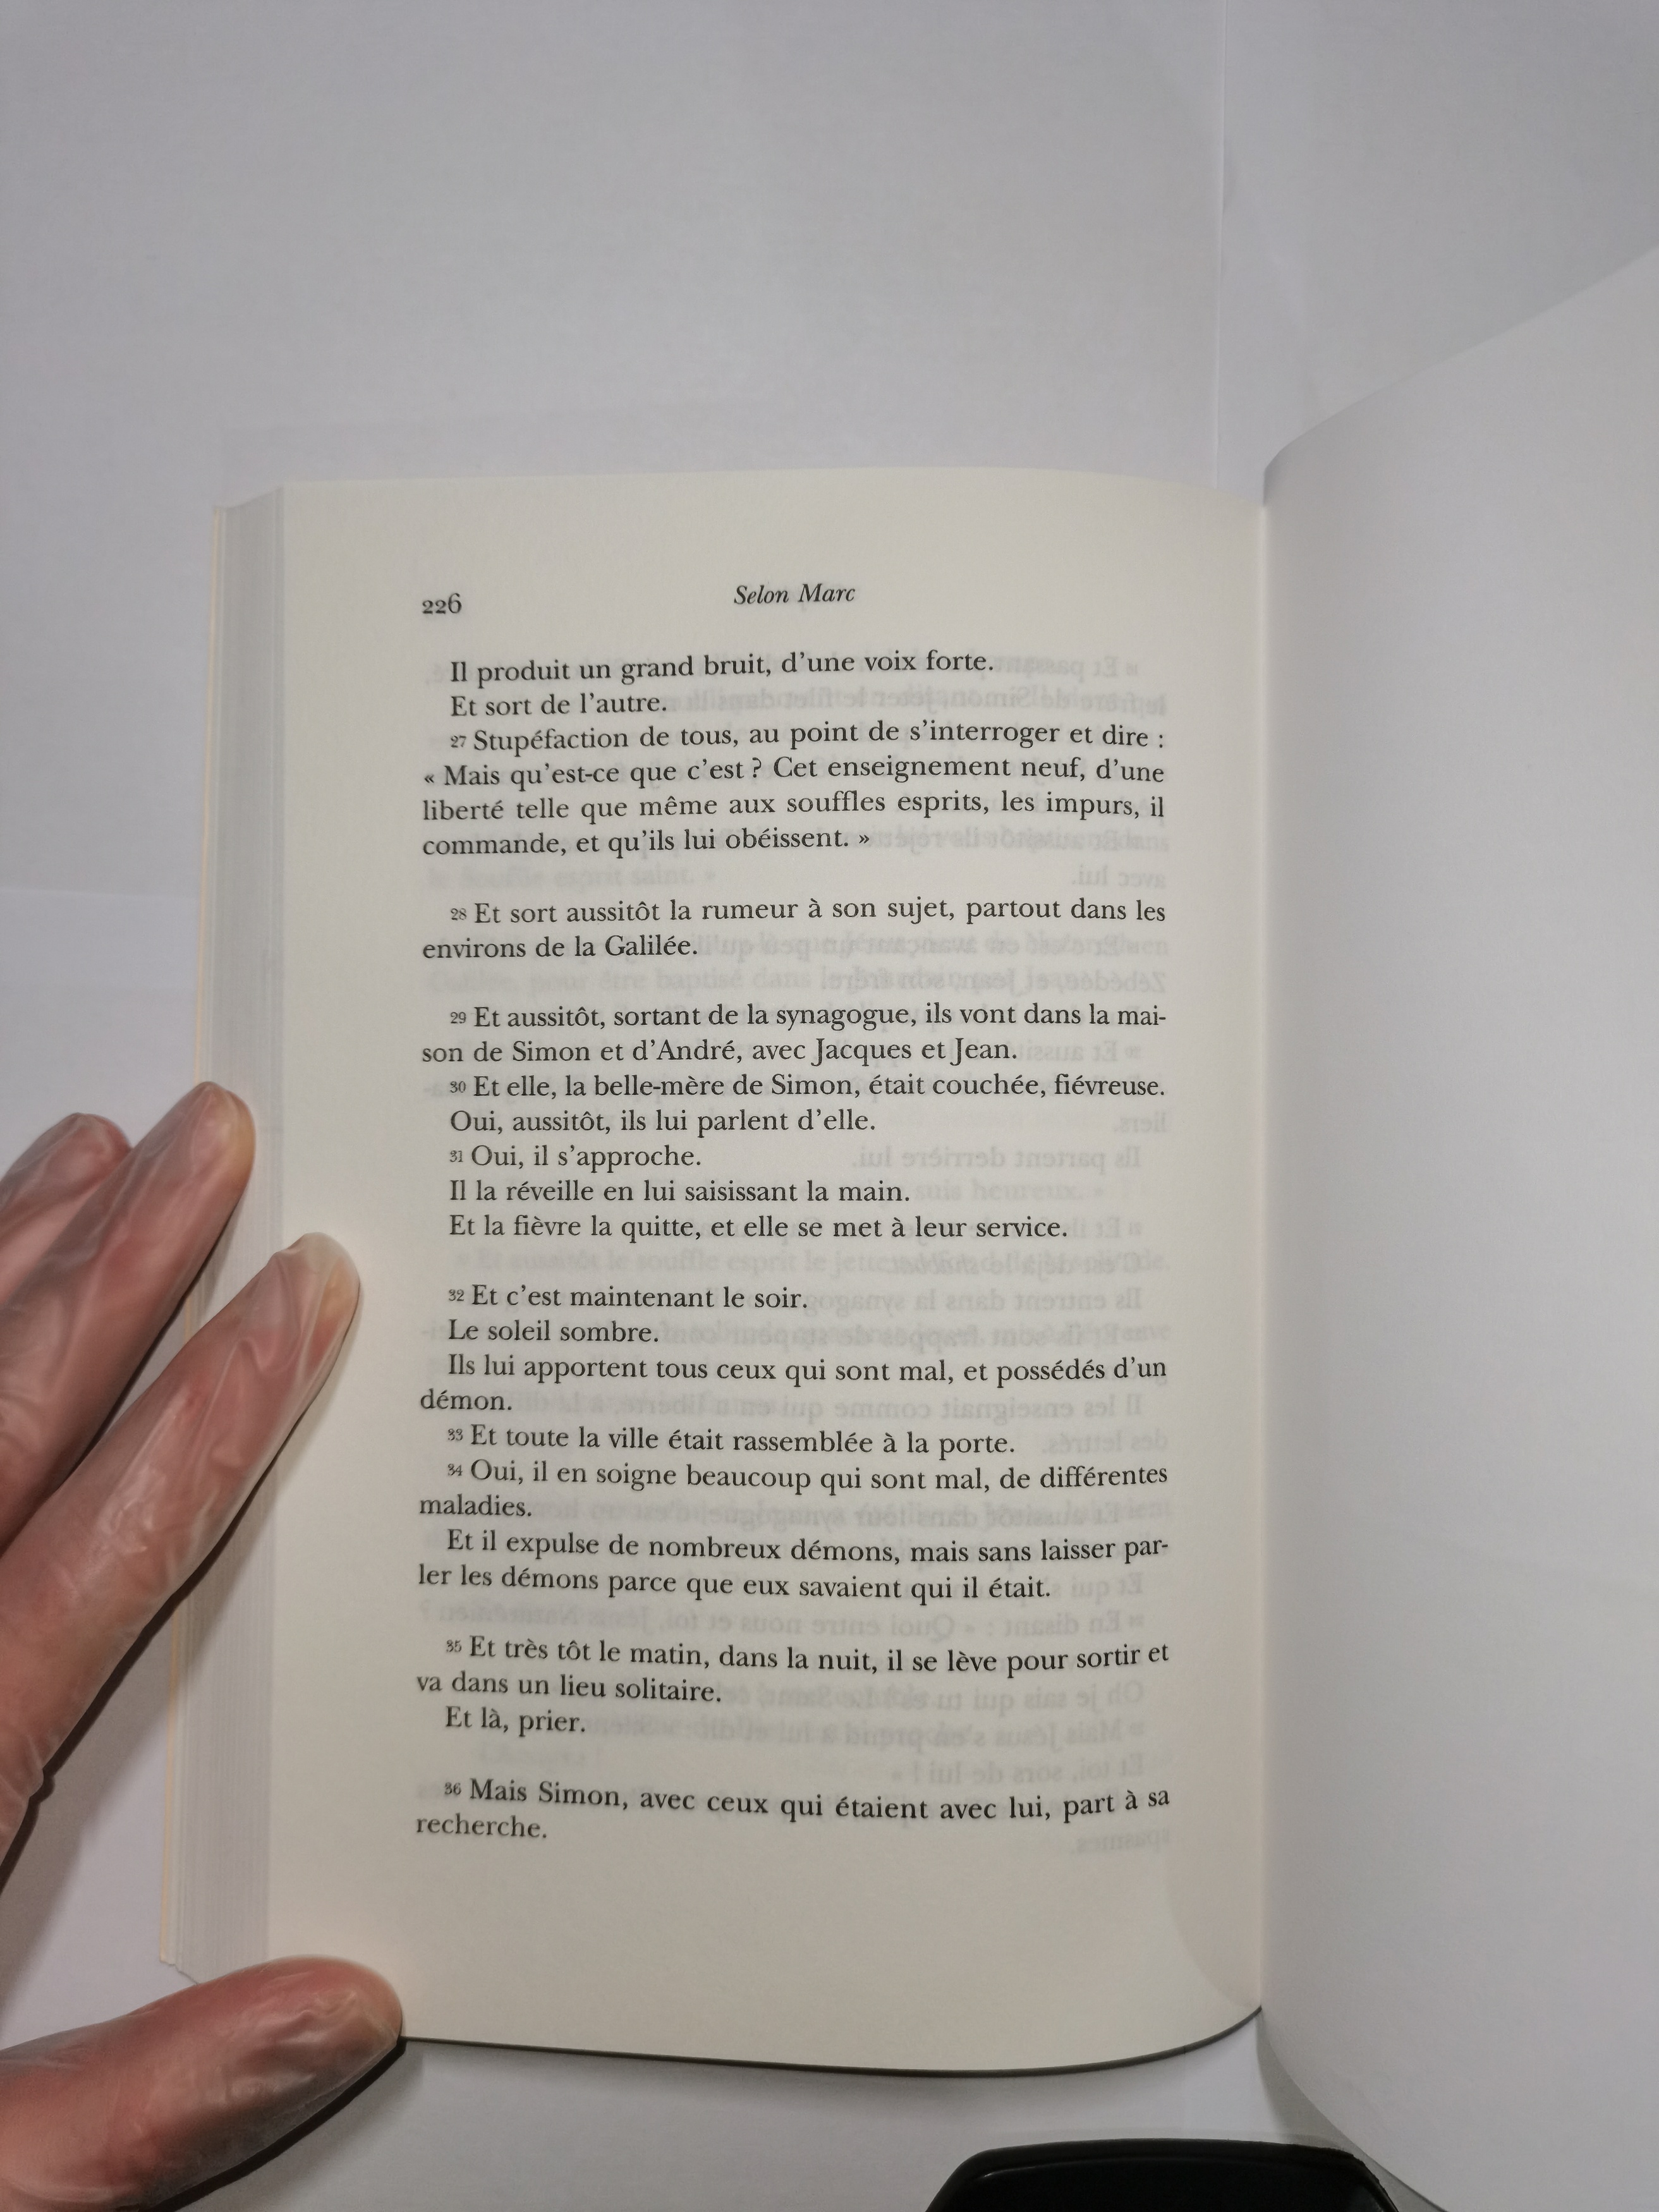 226
Selon Marc
Il produit un grand bruit, d'une voix forte.
Et sort de l'autre.
27 Stupéfaction de tous, au point de s'interroger et dire :
« Mais qu'est-ce que c'est ? Cet enseignement neuf, d'une
liberté telle que même aux souffles esprits, les impurs, il
commande, et qu'ils lui obéissent. »
28 Et sort aussitôt la rumeur à son sujet, partout dans les
environs de la Galilée.
29 Et aussitôt, sortant de la synagogue, ils vont dans la mai-
son de Simon et d'André, avec Jacques et Jean.
30 Et elle, la belle-mère de Simon, était couchée, fiévreuse.
Oui, aussitôt, ils lui parlent d'elle.
31 Oui, il s'approche.
Il la réveille en lui saisissant la main.
Et la fièvre la quitte, et elle se met à leur service.
32 Et c'est maintenant le soir.
Le soleil sombre.
Ils lui apportent tous ceux qui sont mal, et possédés d'un
démon.
33 Et toute la ville était rassemblée à la porte.
34 Oui, il en soigne beaucoup qui sont mal, de différentes
maladies.
Et il expulse de nombreux démons, mais sans laisser par-
ler les démons parce que eux savaient qui il était.
35 Et très tôt le matin, dans la nuit, il se lève pour sortir et
va dans un lieu solitaire.
Et là, prier.
36 Mais Simon, avec ceux qui étaient avec lui, part à sa
recherche.